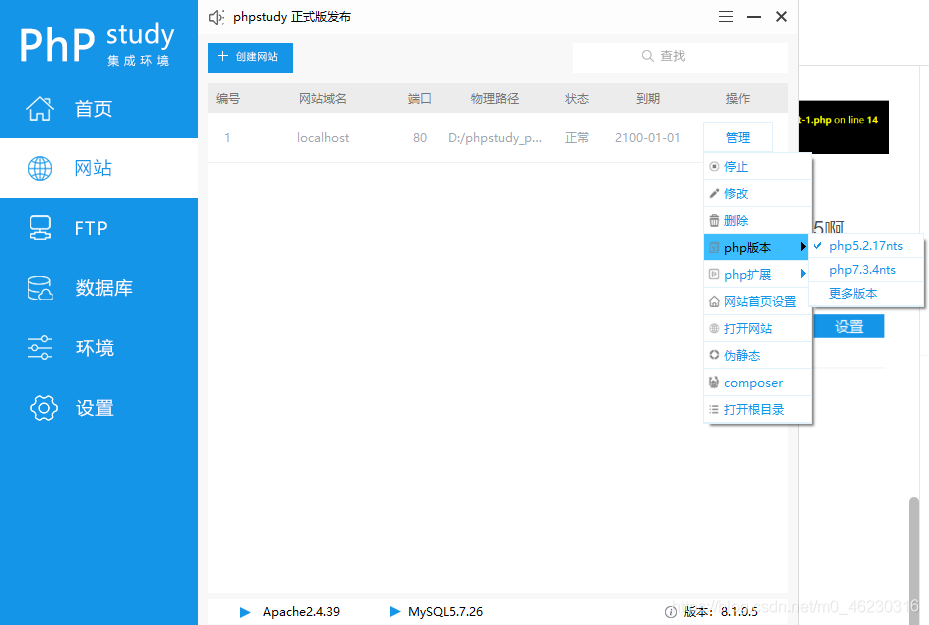 PhP study
集成环境
phpstudy 正式版发布
首页
网站
FTP
数据库
环境
设置
+ 创建网站
查找
编号 网站域名 端口 物理路径 状态 到期 操作
1 localhost 80 D:/phpstudy_p... 正常 2100-01-01 管理
停止
修改
删除
php版本
php扩展
网站首页设置
打开网站
伪静态
composer
打开根目录
php5.2.17nts
php7.3.4nts
更多版本
t-1.php on line 14
5啊
设置
Apache2.4.39 MySQL5.7.26 版本：8.1.0.5
https://blog.csdn.net/m0_46230316